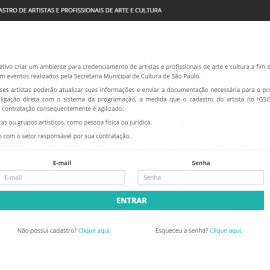 ASTRO DE ARTISTAS E PROFISSIONAIS DE ARTE E CULTURA
etivo criar um ambiente para credenciamento de artistas e profissionais de arte e cultura a fim d
m eventos realizados pela Secretaria Municipal de Cultura de São Paulo.
ses artistas poderão atualizar suas informações e enviar a documentação necessária para o pr
ligação direta com o sistema da programação, a medida que o cadastro do artista no IGSIS
contratação consequentemente é agilizado.
as ou grupos artísticos, como pessoa física ou jurídica.
o com o setor responsável por sua contratação.
E-mail Senha
E-mail Senha
ENTRAR
Não possui cadastro? Clique aqui. Esqueceu a senha? Clique aqui.